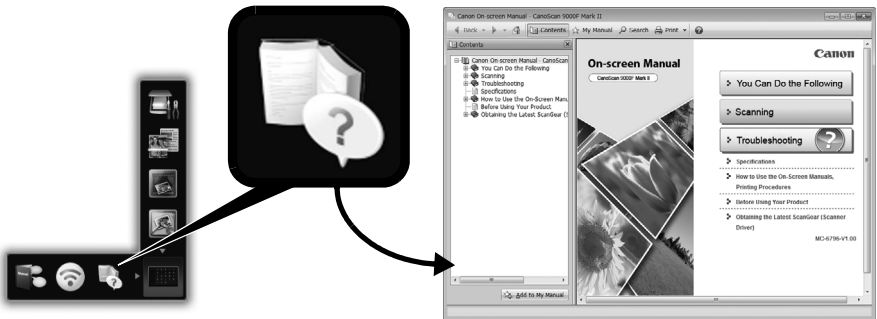 Canon On-screen Manual - CanoScan 9000F Mark II
Back
Contents
My Manual
Search
Print
Contents
Canon On-screen Manual - CanoScan
You Can Do the Following
Scanning
Troubleshooting
Specifications
How to Use the On-Screen Manu
Before Using Your Product
Obtaining the Latest ScanGear (S
Add to My Manual
On-screen Manual
CanoScan 9000F Mark II
Canon
You Can Do the Following
Scanning
Troubleshooting
Specifications
How to Use the On-Screen Manuals,
Printing Procedures
Before Using Your Product
Obtaining the Latest ScanGear (Scanner
Driver)
MC-6796-V1.00